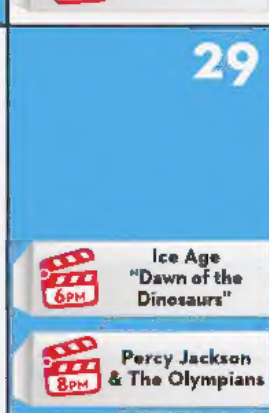 29
6PM
Ice Age
"Dawn of the
Dinosaurs"
8PM
Percy Jackson
& The Olympians